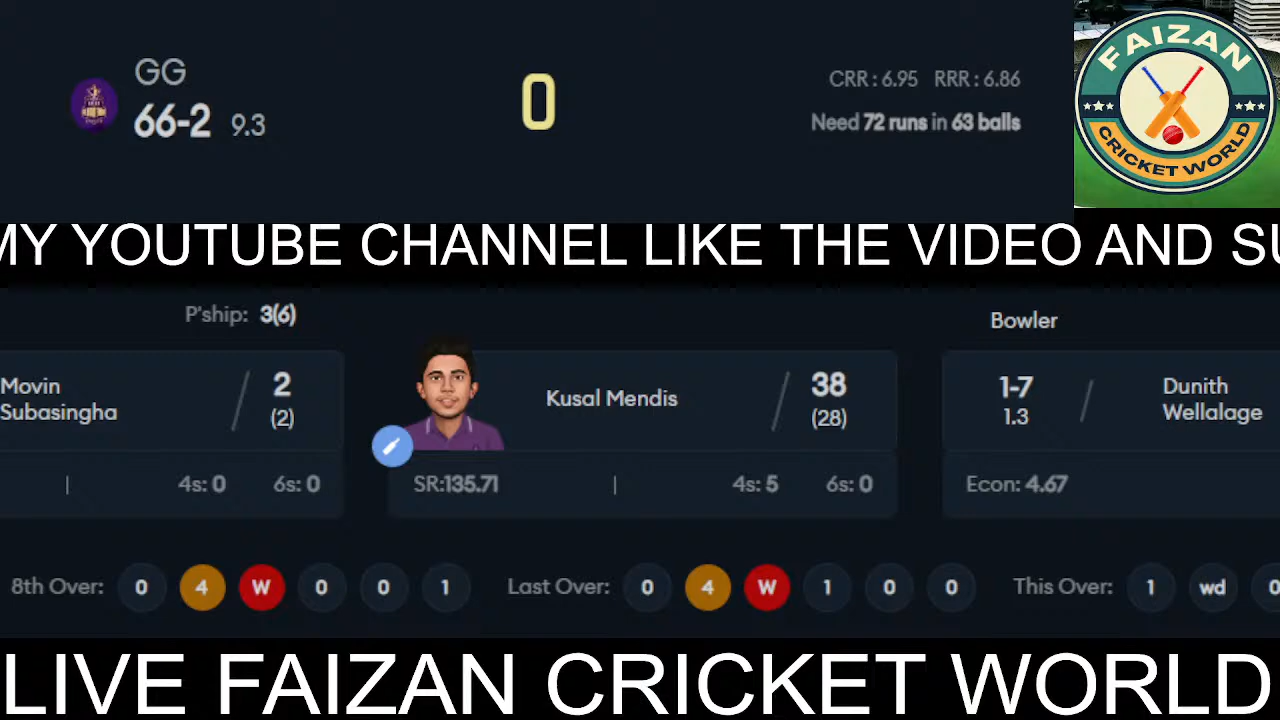 GG
66-2 9.3
0
CRR : 6.95 RRR : 6.86
Need 72 runs in 63 balls
FAIZAN
CRICKET WORLD
MY YOUTUBE CHANNEL LIKE THE VIDEO AND SU
P'ship: 3(6)
Bowler
Movin
Subasingha
2
(2)
Kusal Mendis
38
(28)
1-7
1.3
Dunith
Wellalage
4s: 0 6s: 0
SR:135.71 | 4s: 5 6s: 0
Econ: 4.67
8th Over: 0 4 W 0 0 1
Last Over: 0 4 W 1 0 0
This Over: 1 wd 0
LIVE FAIZAN CRICKET WORLD